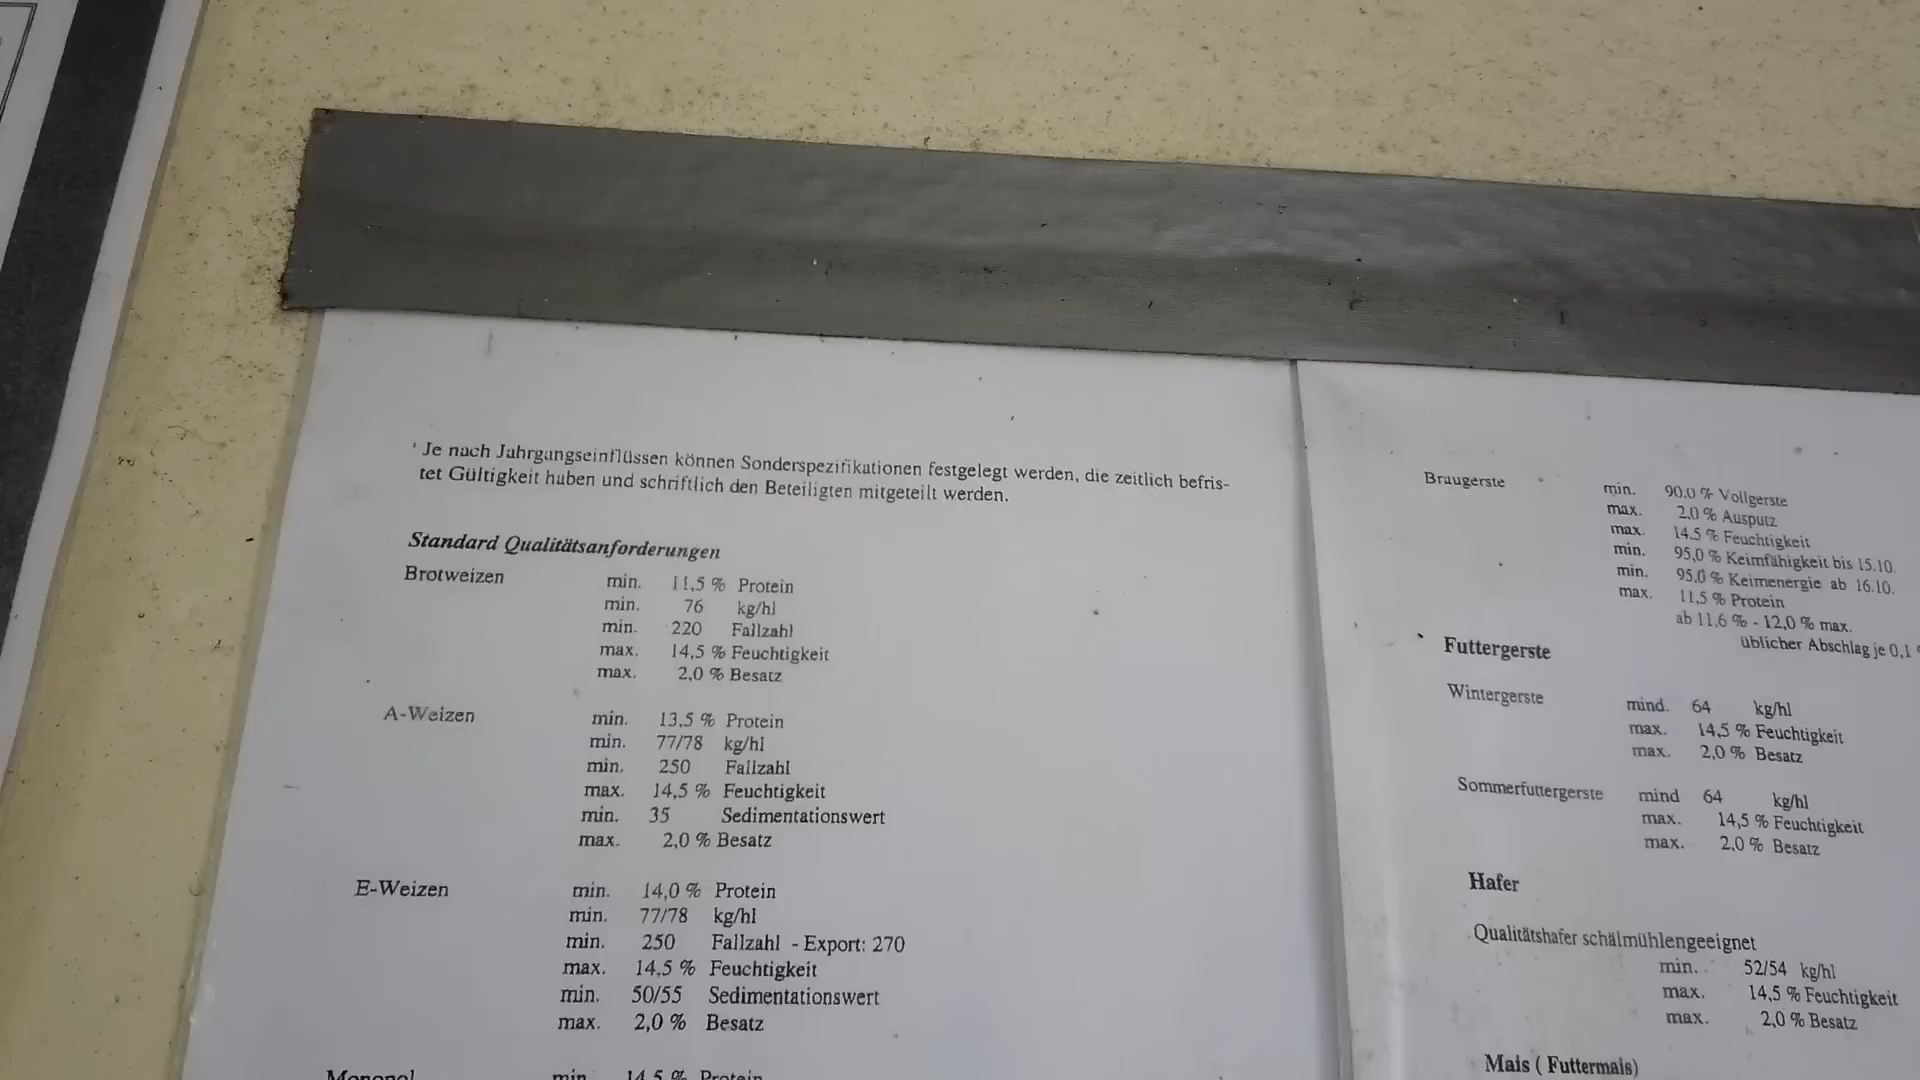 ¹ Je nach Jahrgangseinflüssen können Sonderspezifikationen festgelegt werden, die zeitlich befris-
tet Gültigkeit haben und schriftlich den Beteiligten mitgeteilt werden.
Standard Qualitätsanforderungen
Brotweizen min. 11,5 % Protein
min. 76 kg/hl
min. 220 Fallzahl
max. 14,5 % Feuchtigkeit
max. 2,0 % Besatz
A-Weizen min. 13,5 % Protein
min. 77/78 kg/hl
min. 250 Fallzahl
max. 14,5 % Feuchtigkeit
min. 35 Sedimentationswert
max. 2,0 % Besatz
E-Weizen min. 14,0 % Protein
min. 77/78 kg/hl
min. 250 Fallzahl - Export: 270
max. 14,5 % Feuchtigkeit
min. 50/55 Sedimentationswert
max. 2,0 % Besatz
Monopol min. 14,5 % Protein
Braugerste min. 90.0 % Vollgerste
max. 2,0 % Ausputz
max. 14.5 % Feuchtigkeit
min. 95,0 % Keimfähigkeit bis 15.10.
min. 95.0 % Keimenergie ab 16.10.
max. 11,5 % Protein
ab 11,6 % - 12,0 % max.
üblicher Abschlag je 0,1
Futtergerste
Wintergerste mind. 64 kg/hl
max. 14,5 % Feuchtigkeit
max. 2,0 % Besatz
Sommerfuttergerste mind 64 kg/hl
max. 14,5 % Feuchtigkeit
max. 2,0 % Besatz
Hafer
Qualitätshafer schälmühlengeeignet
min. 52/54 kg/hl
max. 14,5 % Feuchtigkeit
max. 2,0 % Besatz
Mais ( Futtermais)